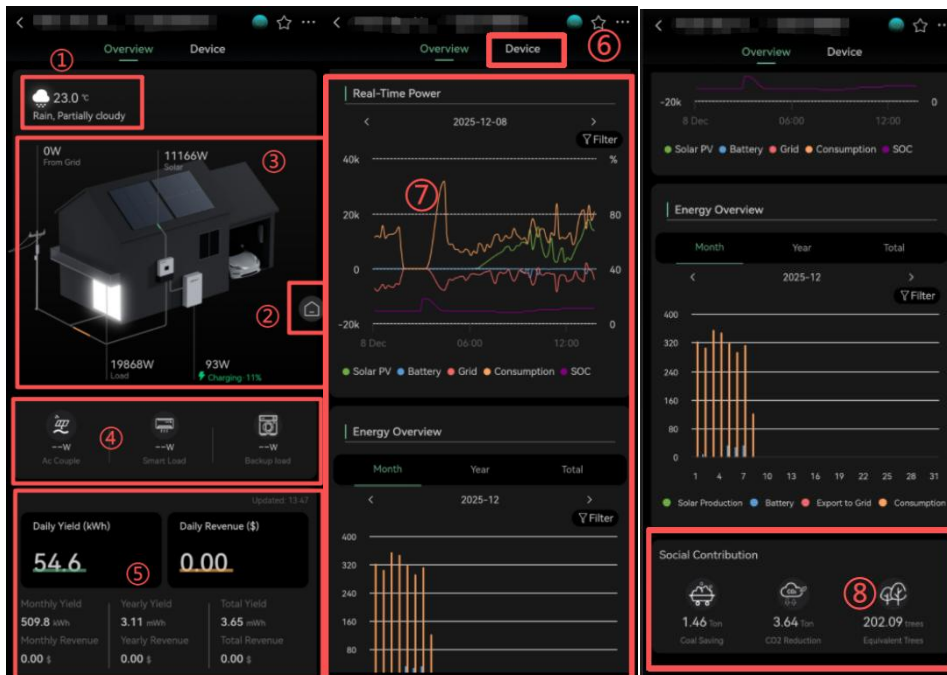 Overview Device
①
23.0 ℃
Rain, Partially cloudy
0W
From Grid
11166W
Solar
③
②
19868W
Load
93W
Charging: 11%
--W
Ac Couple
④
--W
Smart Load
--W
Backup load
Updated: 13:47
Daily Yield (kWh)
54.6
Daily Revenue ($)
0.00
⑤
Monthly Yield Yearly Yield Total Yield
509.8 kWh 3.11 mWh 3.65 mWh
Monthly Revenue Yearly Revenue Total Revenue
0.00 $ 0.00 $ 0.00 $
Overview Device
⑥
Real-Time Power
< 2025-12-08 >
Filter
40k %
⑦
20k 80
0 40
-20k 0
8 Dec 06:00 12:00
Solar PV Battery Grid Consumption SOC
Energy Overview
Month Year Total
< 2025-12 >
Filter
400
320
240
160
80
Overview Device
-20k 0
8 Dec 06:00 12:00
Solar PV Battery Grid Consumption SOC
Energy Overview
Month Year Total
< 2025-12 >
Filter
400
320
240
160
80
0
1 4 7 10 13 16 19 22 25 28 31
Solar Production Battery Export to Grid Consumption
Social Contribution
⑧
1.46 Ton 3.64 Ton 202.09 trees
Coal Saving CO2 Reduction Equivalent Trees